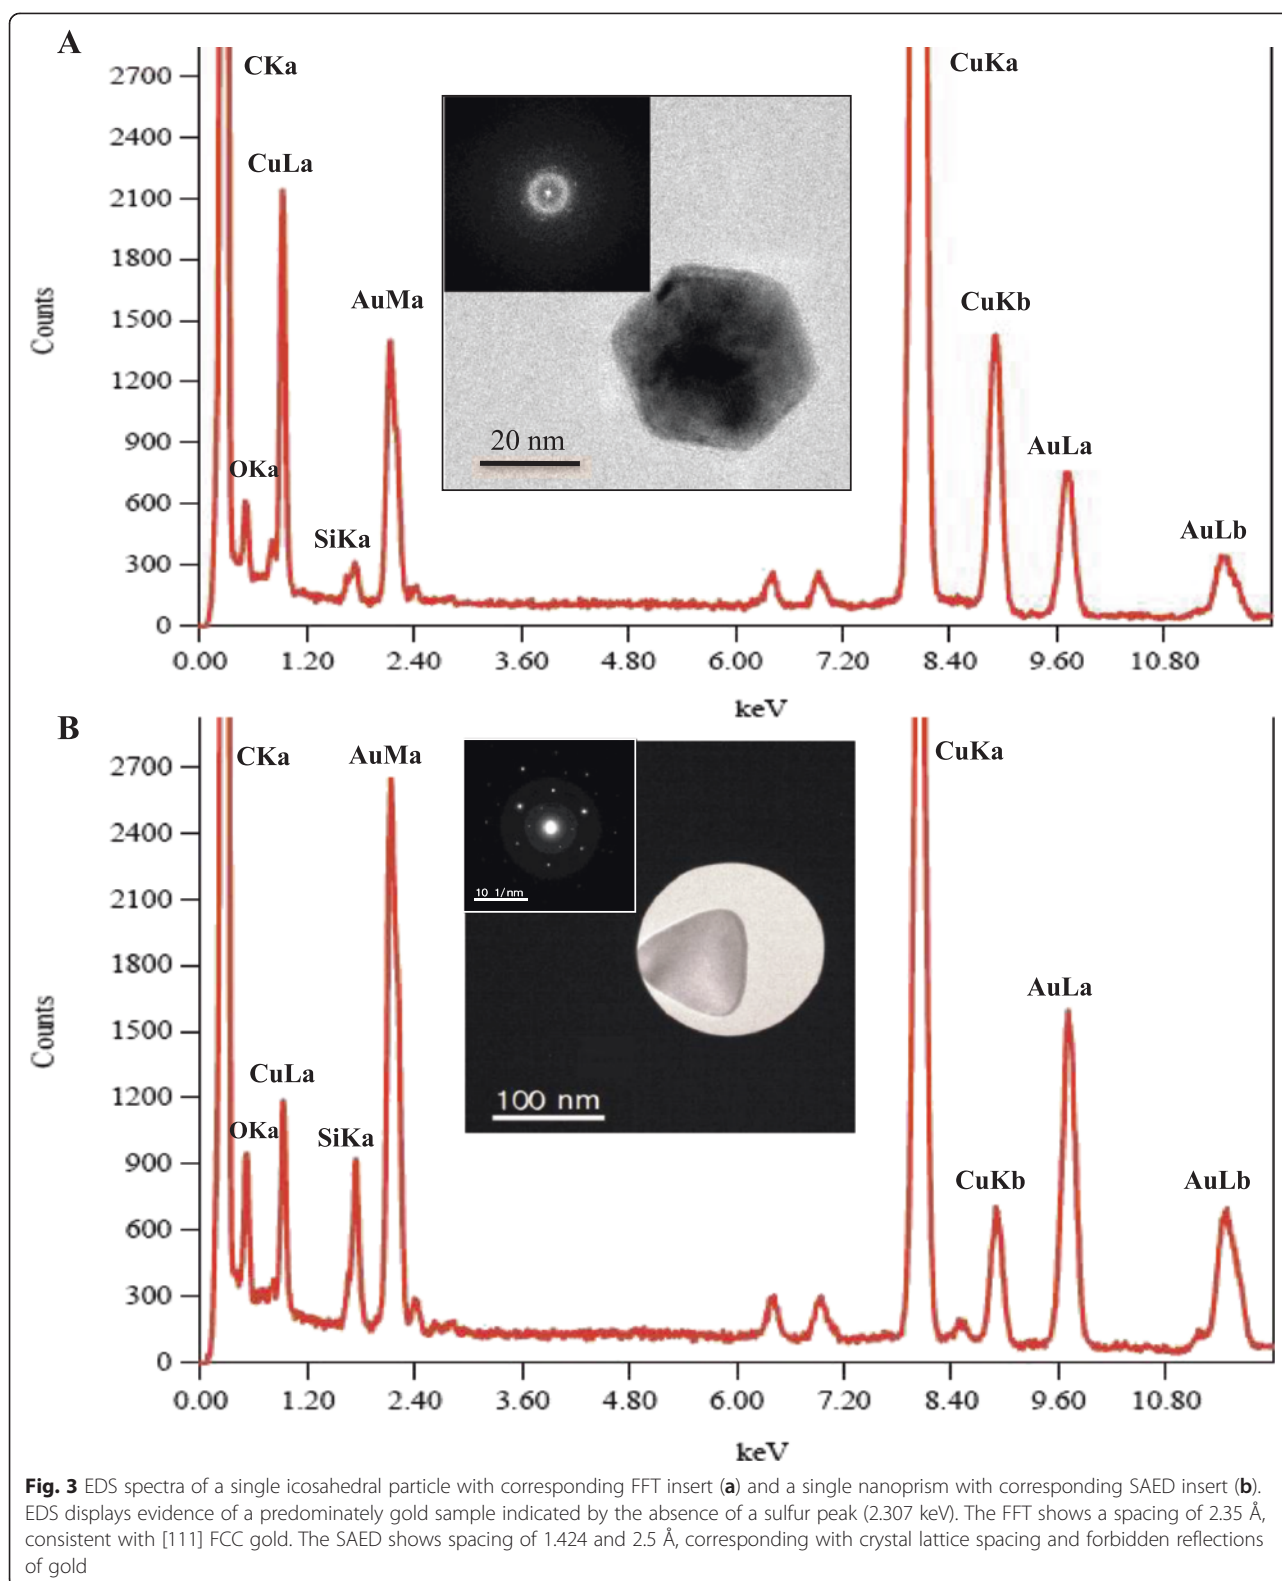 A
CKa
CuKa
2700
2400
CuLa
2100
1800
AuMa
1500
CuKb
1200
Counts
900
20 nm
AuLa
OKa
600
SiKa
AuLb
300
0
0.00 1.20 2.40 3.60 4.80 6.00 7.20 8.40 9.60 10.80
keV
B
CKa
AuMa
CuKa
2700
2400
10 1/nm
2100
1800
AuLa
1500
Counts
CuLa
1200
100 nm
OKa
SiKa
900
CuKb
AuLb
600
300
0
0.00 1.20 2.40 3.60 4.80 6.00 7.20 8.40 9.60 10.80
keV
Fig. 3 EDS spectra of a single icosahedral particle with corresponding FFT insert (a) and a single nanoprism with corresponding SAED insert (b).
EDS displays evidence of a predominately gold sample indicated by the absence of a sulfur peak (2.307 keV). The FFT shows a spacing of 2.35 Å,
consistent with [111] FCC gold. The SAED shows spacing of 1.424 and 2.5 Å, corresponding with crystal lattice spacing and forbidden reflections
of gold